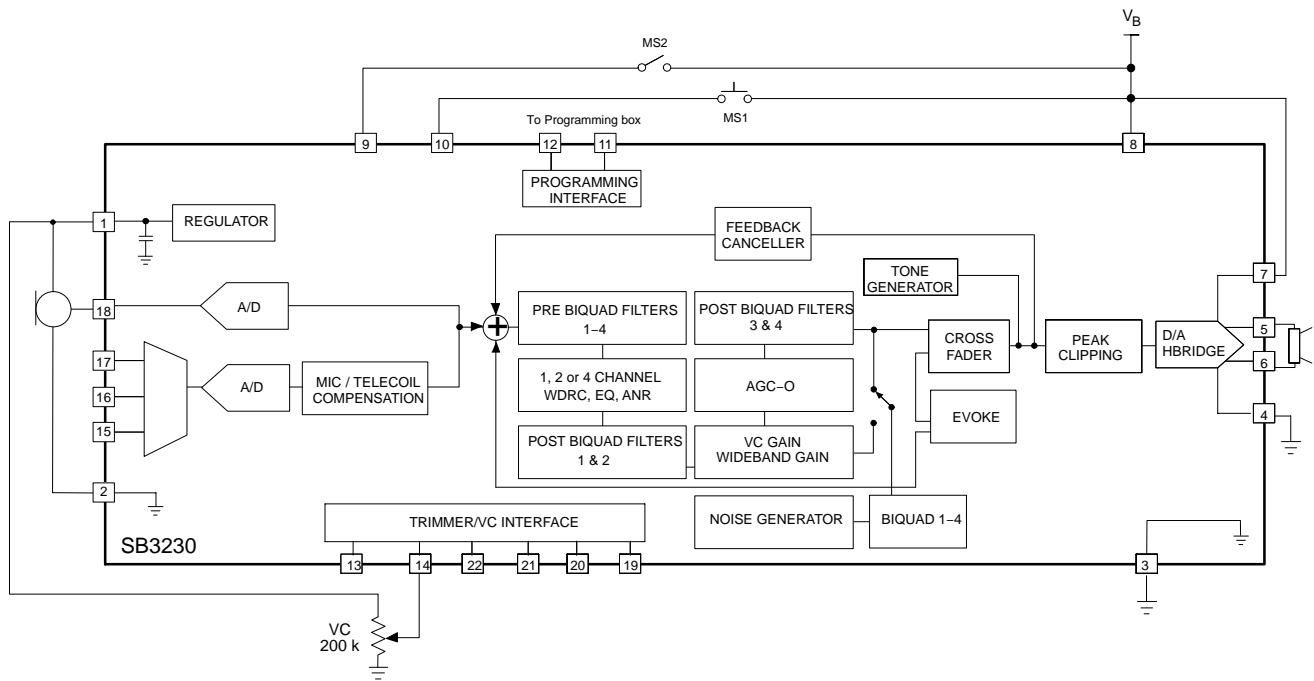 VB
MS2
MS1
To Programming box
9
10
12
11
8
PROGRAMMING
INTERFACE
1
REGULATOR
FEEDBACK
CANCELLER
TONE
GENERATOR
7
18
A/D
PRE BIQUAD FILTERS
1–4
POST BIQUAD FILTERS
3 & 4
CROSS
FADER
PEAK
CLIPPING
D/A
HBRIDGE
5
6
17
16
15
A/D
MIC / TELECOIL
COMPENSATION
1, 2 or 4 CHANNEL
WDRC, EQ, ANR
AGC–O
EVOKE
4
POST BIQUAD FILTERS
1 & 2
VC GAIN
WIDEBAND GAIN
2
TRIMMER/VC INTERFACE
NOISE GENERATOR
BIQUAD 1–4
SB3230
13
14
22
21
20
19
3
VC
200 k